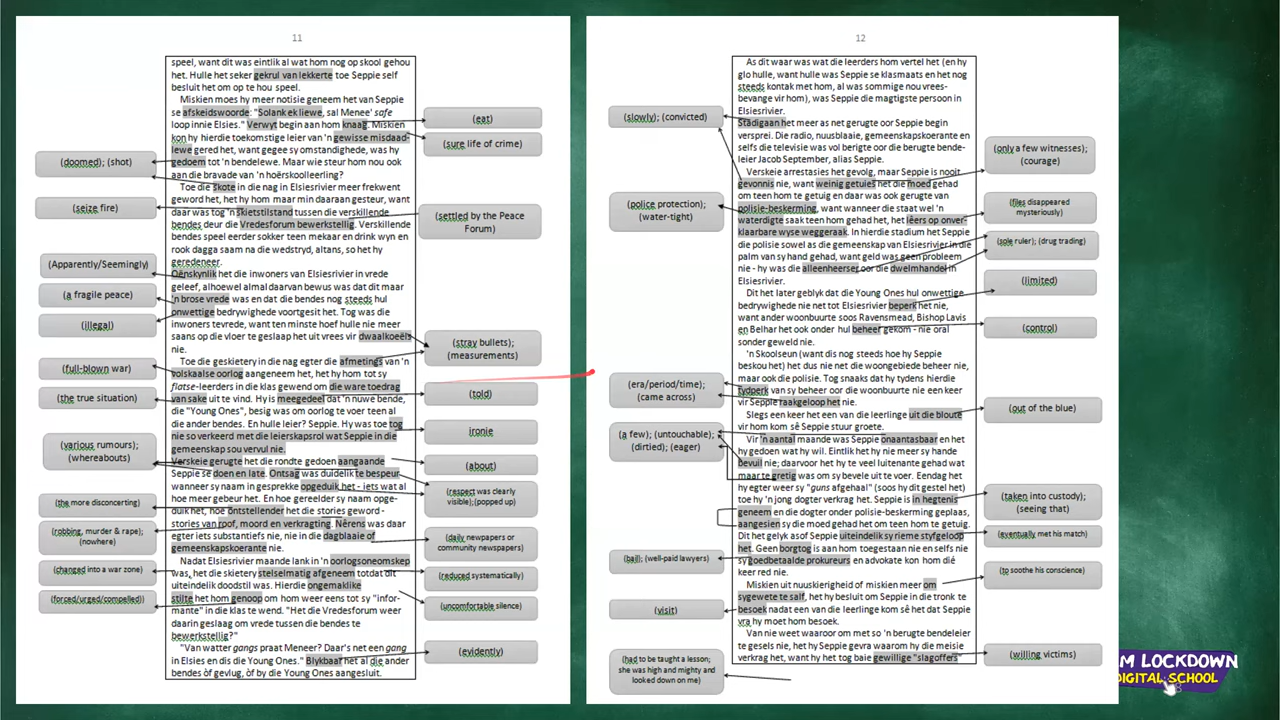 11
speel, want dit was eintlik al wat hom nog op skool gehou
het. Hulle het seker gekrul van lekkerte toe Seppie self
besluit het om op te hou speel.
Miskien moes hy meer notisie geneem het van Seppie
se afskeidswoorde: "Solank ek liewe, sal Menee' safe
loop innie Elsies." Verwyt begin aan hom knaag. Miskien
kon hy hierdie toekomstige leier van 'n gewisse misdaad-
lewe gered het, want gegee sy omstandighede, was hy
gedoem tot 'n bendelewe. Maar wie steur hom nou ook
aan die bravade van 'n hoërskoolleerling?
Toe die skote in die nag in Elsiesrivier meer frekwent
geword het, het hy hom maar min daaraan gesteur, want
daar was tog 'n skietstilstand tussen die verskillende
bendes deur die Vredesforum bewerkstellig. Verskillende
bendes speel eerder sokker teen mekaar en drink wyn en
rook dagga saam na die wedstryd, altans, so het hy
geredeneer.
Oënskynlik het die inwoners van Elsiesrivier in vrede
geleef, alhoewel almal daarvan bewus was dat dit maar
'n brose vrede was en dat die bendes nog steeds hul
onwettige bedrywighede voortgesit het. Tog was die
inwoners tevrede, want ten minste hoef hulle nie meer
saans op die vloer te geslaap het uit vrees vir dwaalkoeëls
nie.
Toe die geskietery in die nag egter die afmetings van 'n
volskaalse oorlog aangeneem het, het hy hom tot sy
flatse-leerders in die klas gewend om die ware toedrag
van sake uit te vind. Hy is meegedeel dat 'n nuwe bende,
die "Young Ones", besig was om oorlog te voer teen al
die ander bendes. En hulle leier? Seppie. Hy was toe tog
nie so verkeerd met die leierskapsrol wat Seppie in die
gemeenskap sou vervul nie.
Verskeie gerugte het die rondte gedoen aangaande
Seppie se doen en late. Ontsag was duidelik te bespeur
wanneer sy naam in gesprekke opgeduik het - iets wat al
hoe meer gebeur het. En hoe gereelder sy naam opge-
duik het, hoe ontstellender het die stories geword -
stories van roof, moord en verkragting. Nêrens was daar
egter iets substantiefs nie, nie in die dagblaaie of
gemeenskapskoerante nie.
Nadat Elsiesrivier maande lank in 'n oorlogsoneomskep
was, het die skietery stelselmatig afgeneem totdat dit
uiteindelik doodstil was. Hierdie ongemaklike
stilte het hom genoop om hom weer eens tot sy "infor-
mante" in die klas te wend. "Het die Vredesforum weer
daarin geslaag om vrede tussen die bendes te
bewerkstellig?"
"Van watter gangs praat Meneer? Daar's net een gang
in Elsies en dis die Young Ones." Blykbaar het al die ander
bendes òf gevlug, òf by die Young Ones aangesluit.
(doomed); (shot)
(seize fire)
(Apparently/Seemingly)
(a fragile peace)
(illegal)
(full-blown war)
(the true situation)
(various rumours);
(whereabouts)
(the more disconcerting)
(robbing, murder & rape);
(nowhere)
(changed into a war zone)
(forced/urged/compelled))
(eat)
(sure life of crime)
(settled by the Peace
Forum)
(stray bullets);
(measurements)
(told)
ironie
(about)
(respect was clearly
visible);(popped up)
(daily newpapers or
community newspapers)
(reduced systematically)
(uncomfortable silence)
(evidently)
12
As dit waar was wat die leerders hom vertel het (en hy
glo hulle, want hulle was Seppie se klasmaats en het nog
steeds kontak met hom, al was sommige nou vrees-
bevange vir hom), was Seppie die magtigste persoon in
Elsiesrivier.
Stadigaan het meer as net gerugte oor Seppie begin
versprei. Die radio, nuusblaaie, gemeenskapskoerante en
selfs die televisie was vol berigte oor die berugte bende-
leier Jacob September, alias Seppie.
Verskeie arrestasies het gevolg, maar Seppie is nooit
gevonnis nie, want weinig getuies het die moed gehad
om teen hom te getuig en daar was ook gerugte van
polisie-beskerming, want wanneer die staat wel 'n
waterdigte saak teen hom gehad het, het lêers op onver-
klaarbare wyse weggeraak. In hierdie stadium het Seppie
die polisie sowel as die gemeenskap van Elsiesrivier in die
palm van sy hand gehad, want geld was geen probleem
nie - hy was die alleenheerser oor die dwelmhandel in
Elsiesrivier.
Dit het later geblyk dat die Young Ones hul onwettige
bedrywighede nie net tot Elsiesrivier beperk het nie,
want ander woonbuurte soos Ravensmead, Bishop Lavis
en Belhar het ook onder hul beheer gekom - nie oral
sonder geweld nie.
'n Skoolseun (want dis nog steeds hoe hy Seppie
beskou het) het dus nie net die woongebiede beheer nie,
maar ook die polisie. Tog snaaks dat hy tydens hierdie
tydperk van sy beheer oor die woonbuurte nie een keer
vir Seppie raakgeloop het nie.
Slegs een keer het een van die leerlinge uit die bloute
vir hom kom sê Seppie stuur groete.
Vir 'n aantal maande was Seppie onaantasbaar en het
hy gedoen wat hy wil. Eintlik het hy nie meer sy hande
bevuil nie; daarvoor het hy te veel luitenante gehad wat
maar te gretig was om sy bevele uit te voer. Eendag het
hy egter weer sy "guns afgehaal" (soos hy dit gestel het)
toe hy 'n jong dogter verkrag het. Seppie is in hegtenis
geneem en die dogter onder polisie-beskerming geplaas,
aangesien sy die moed gehad het om teen hom te getuig.
Dit het gelyk asof Seppie uiteindelik sy rieme styfgeloop
het. Geen borgtog is aan hom toegestaan nie en selfs nie
sy goedbetaalde prokureurs en advokate kon hom dié
keer red nie.
Miskien uit nuuskierigheid of miskien meer om sy
sygewete te salf, het hy besluit om Seppie in die tronk te
besoek nadat een van die leerlinge kom sê het dat Seppie
vra hy moet hom besoek.
Van nie weet waaroor om met so 'n berugte bendeleier
te gesels nie, het hy Seppie gevra waarom hy die meisie
verkrag het, want hy het tog baie gewillige "slagoffers"
(slowly); (convicted)
(police protection);
(water-tight)
(era/period/time);
(came across)
(a few); (untouchable);
(dirtied); (eager)
(bail); (well-paid lawyers)
(visit)
(had to be taught a lesson;
she was high and mighty and
looked down on me)
(only a few witnesses);
(courage)
(files disappeared
mysteriously)
(sole ruler); (drug trading)
(limited)
(control)
(out of the blue)
(taken into custody);
(seeing that)
(eventually met his match)
(to soothe his conscience)
(willing victims)
M LOCKDOWN
DIGITAL SCHOOL